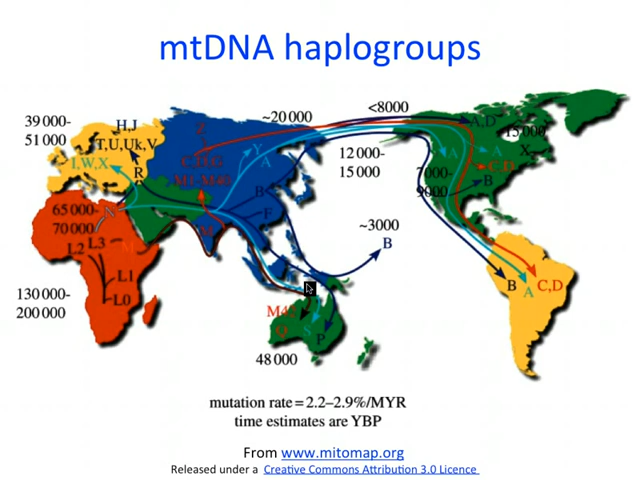 mtDNA haplogroups
39 000-
51 000
H,J
T,U,Uk,V
I,W,X
R
N
65 000-
70 000
L3
L2
M
L1
L0
130 000-
200 000
Z
M
Y
A
B
F
~20 000
<8000
12 000-
15 000
A,D
15 000
X
A
A
C,D
7000-
9000
B
~3000
B
B
A
C,D
M42
Q
S
P
48 000
mutation rate = 2.2–2.9%/MYR
time estimates are YBP
From www.mitomap.org
Released under a Creative Commons Attribution 3.0 Licence